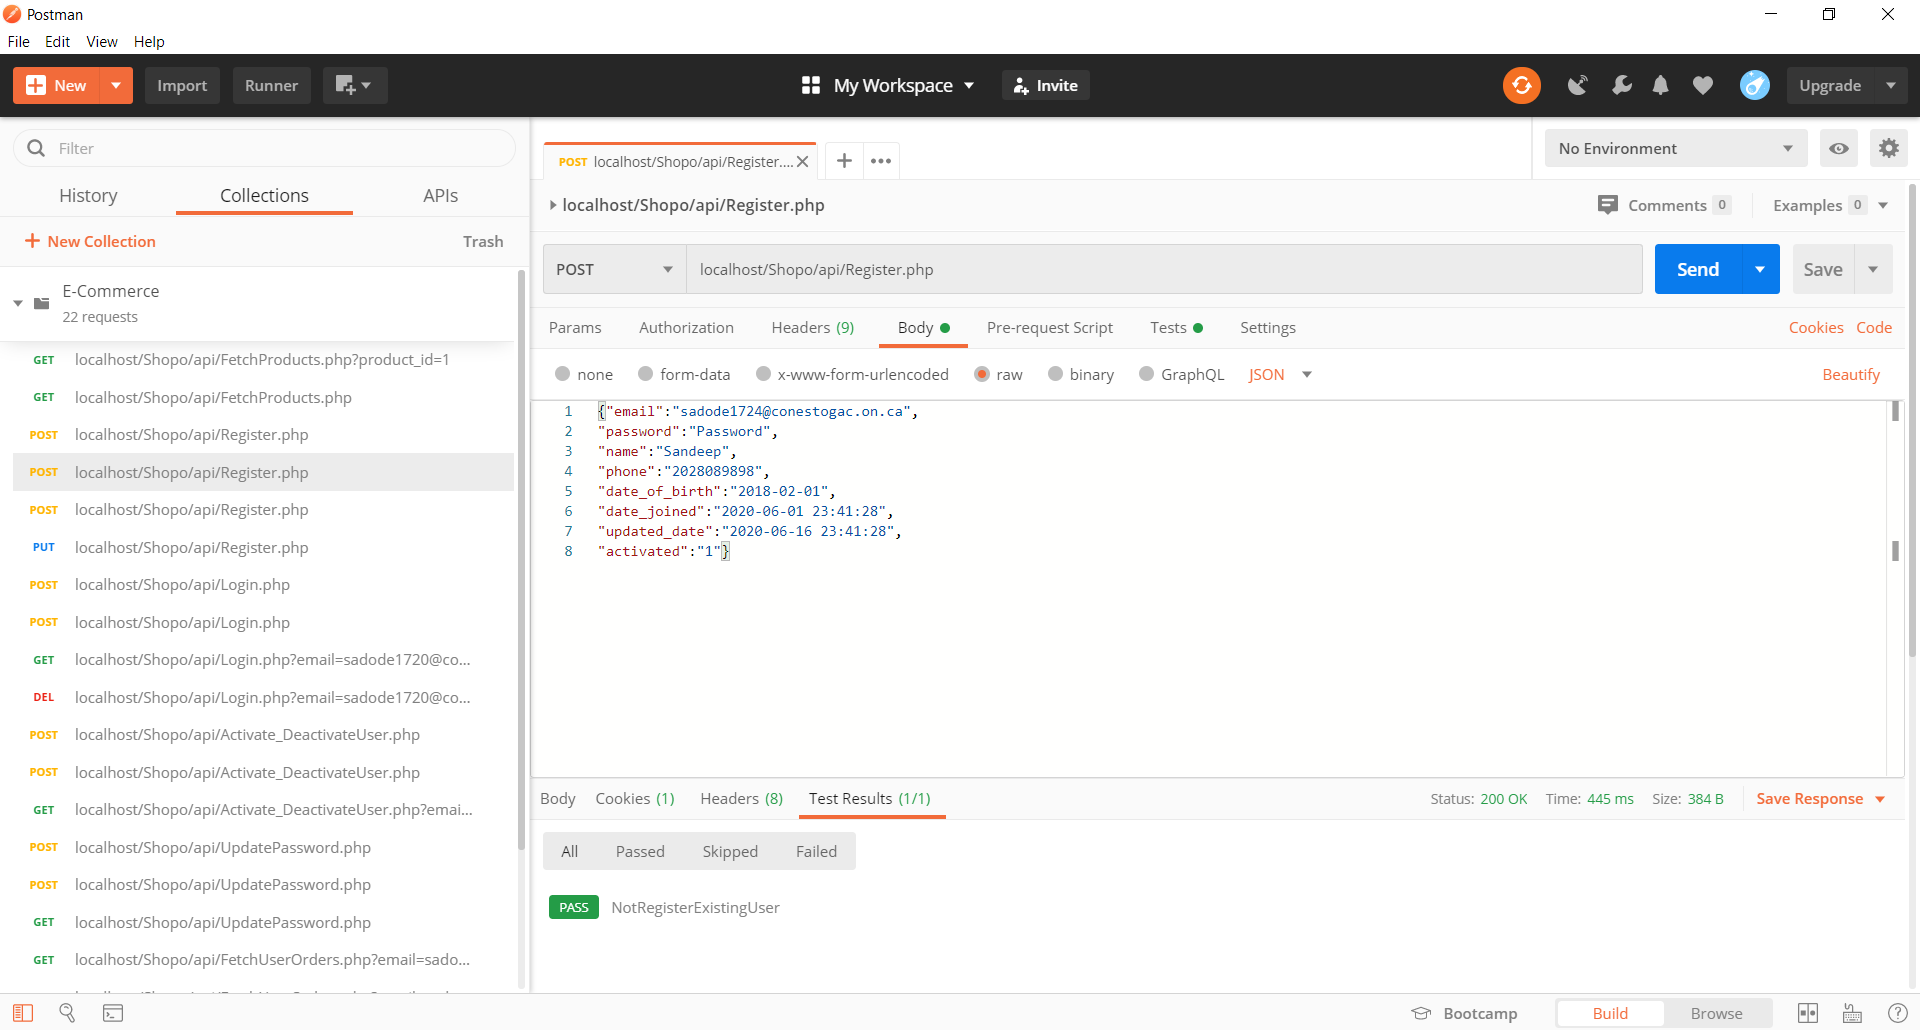 Postman
File Edit View Help
New Import Runner My Workspace Invite Upgrade
Filter
History Collections APIs
New Collection Trash
E-Commerce
22 requests
GET localhost/Shopo/api/FetchProducts.php?product_id=1
GET localhost/Shopo/api/FetchProducts.php
POST localhost/Shopo/api/Register.php
POST localhost/Shopo/api/Register.php
POST localhost/Shopo/api/Register.php
PUT localhost/Shopo/api/Register.php
POST localhost/Shopo/api/Login.php
POST localhost/Shopo/api/Login.php
GET localhost/Shopo/api/Login.php?email=sadode1720@co...
DEL localhost/Shopo/api/Login.php?email=sadode1720@co...
POST localhost/Shopo/api/Activate_DeactivateUser.php
POST localhost/Shopo/api/Activate_DeactivateUser.php
GET localhost/Shopo/api/Activate_DeactivateUser.php?emai...
POST localhost/Shopo/api/UpdatePassword.php
POST localhost/Shopo/api/UpdatePassword.php
GET localhost/Shopo/api/UpdatePassword.php
GET localhost/Shopo/api/FetchUserOrders.php?email=sado...
POST localhost/Shopo/api/Register.... No Environment
localhost/Shopo/api/Register.php Comments 0 Examples 0
POST localhost/Shopo/api/Register.php Send Save
Params Authorization Headers (9) Body Pre-request Script Tests Settings Cookies Code
none form-data x-www-form-urlencoded raw binary GraphQL JSON Beautify
1 {"email":"sadode1724@conestogac.on.ca",
2 "password":"Password",
3 "name":"Sandeep",
4 "phone":"2028089898",
5 "date_of_birth":"2018-02-01",
6 "date_joined":"2020-06-01 23:41:28",
7 "updated_date":"2020-06-16 23:41:28",
8 "activated":"1"}
Body Cookies (1) Headers (8) Test Results (1/1) Status: 200 OK Time: 445 ms Size: 384 B Save Response
All Passed Skipped Failed
PASS NotRegisterExistingUser
Bootcamp Build Browse